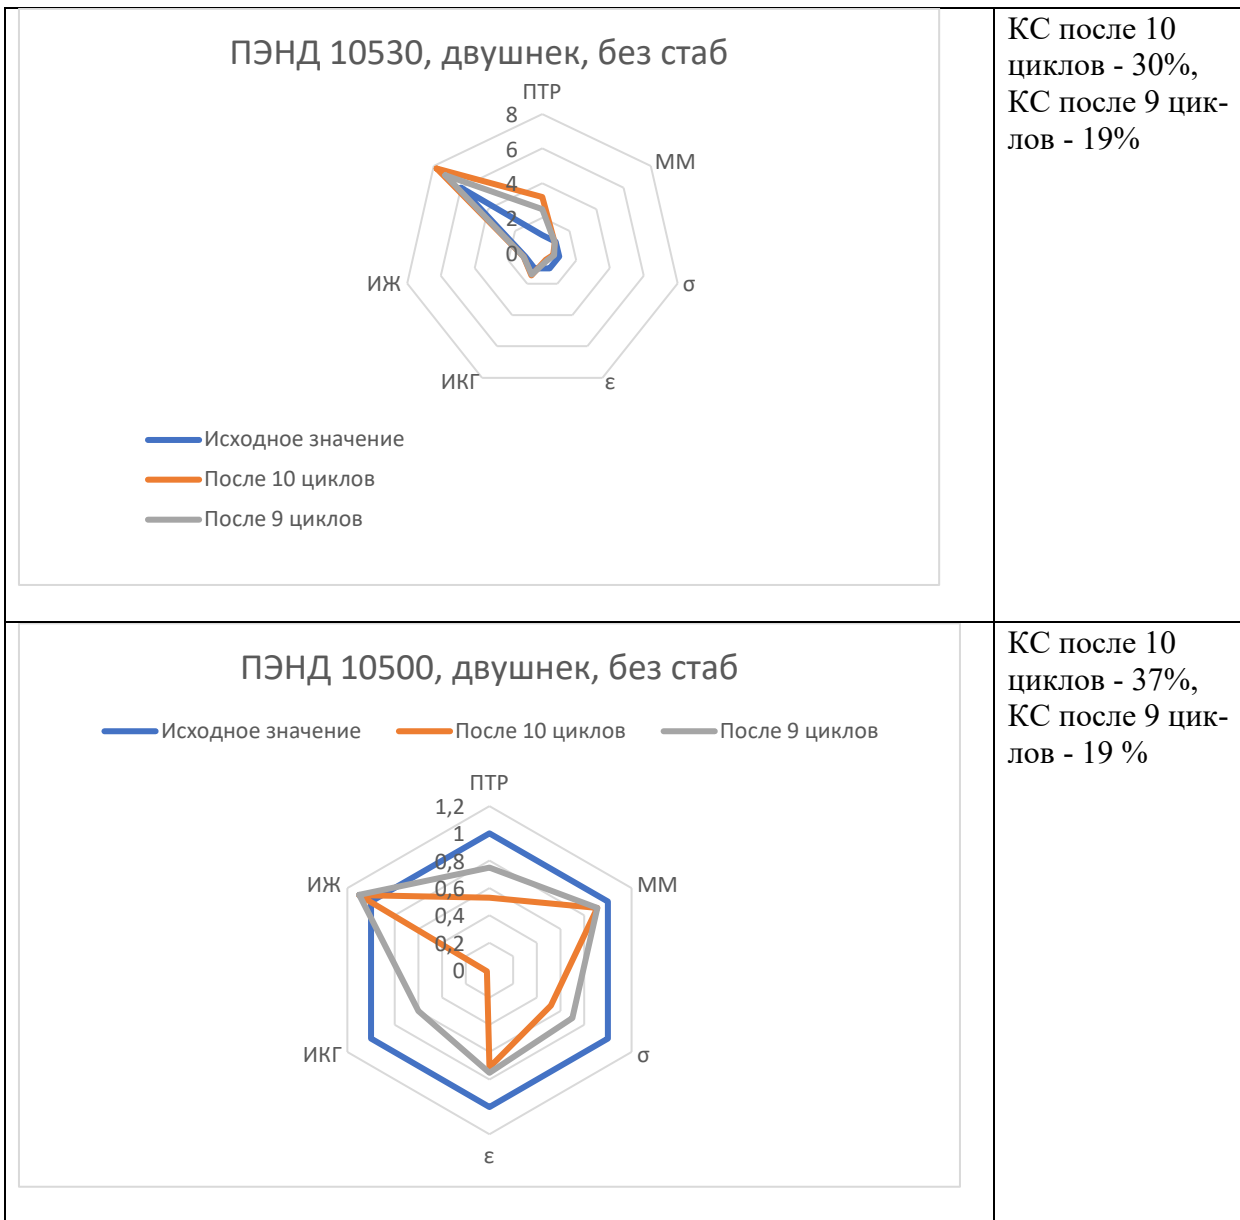 ПЭНД 10530, двушнек, без стаб
ПТР
8
6
4
2
0
ММ
σ
ε
ИКГ
ИЖ
Исходное значение
После 10 циклов
После 9 циклов
КС после 10
циклов - 30%,
КС после 9 цик-
лов - 19%
ПЭНД 10500, двушнек, без стаб
Исходное значение После 10 циклов После 9 циклов
ПТР
1,2
1
0,8
0,6
0,4
0,2
0
ММ
σ
ε
ИКГ
ИЖ
КС после 10
циклов - 37%,
КС после 9 цик-
лов - 19 %